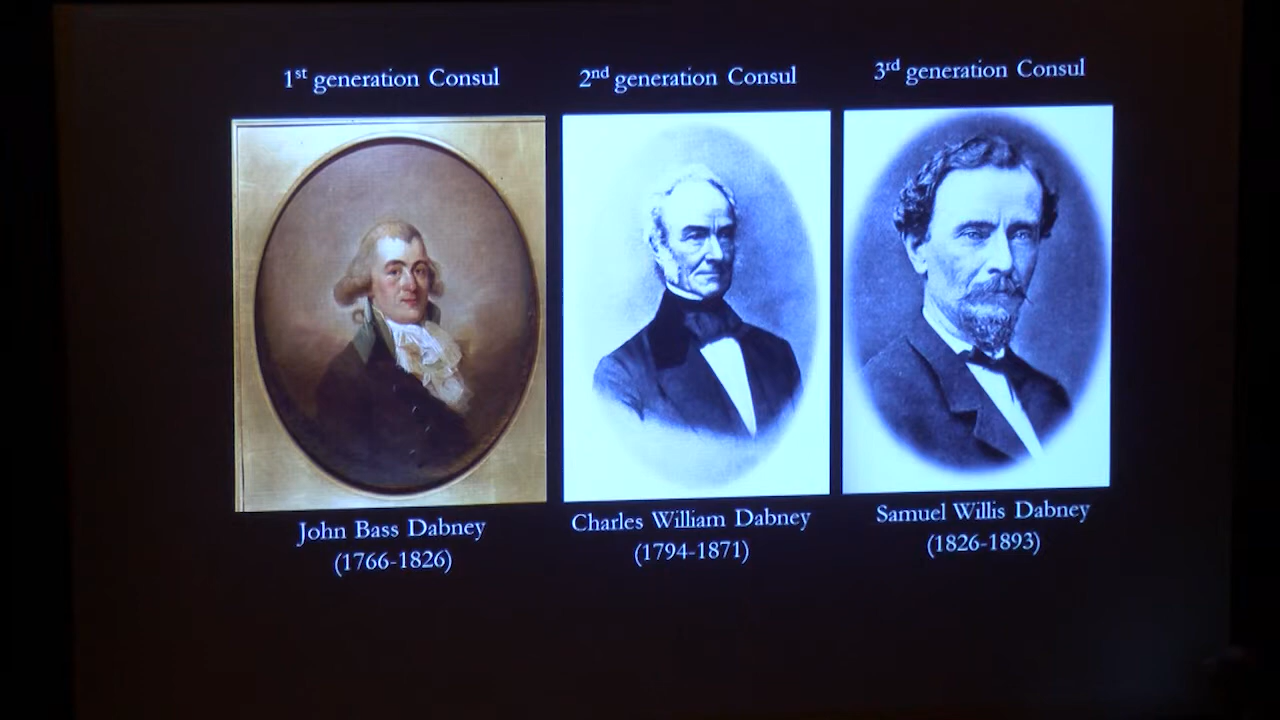 1st generation Consul
2nd generation Consul
3rd generation Consul
John Bass Dabney
(1766-1826)
Charles William Dabney
(1794-1871)
Samuel Willis Dabney
(1826-1893)